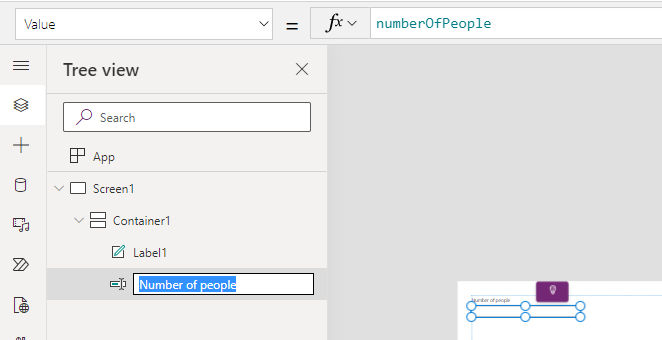 Value = fx numberOfPeople
Tree view
Search
App
Screen1
Container1
Label1
Number of people
Number of people